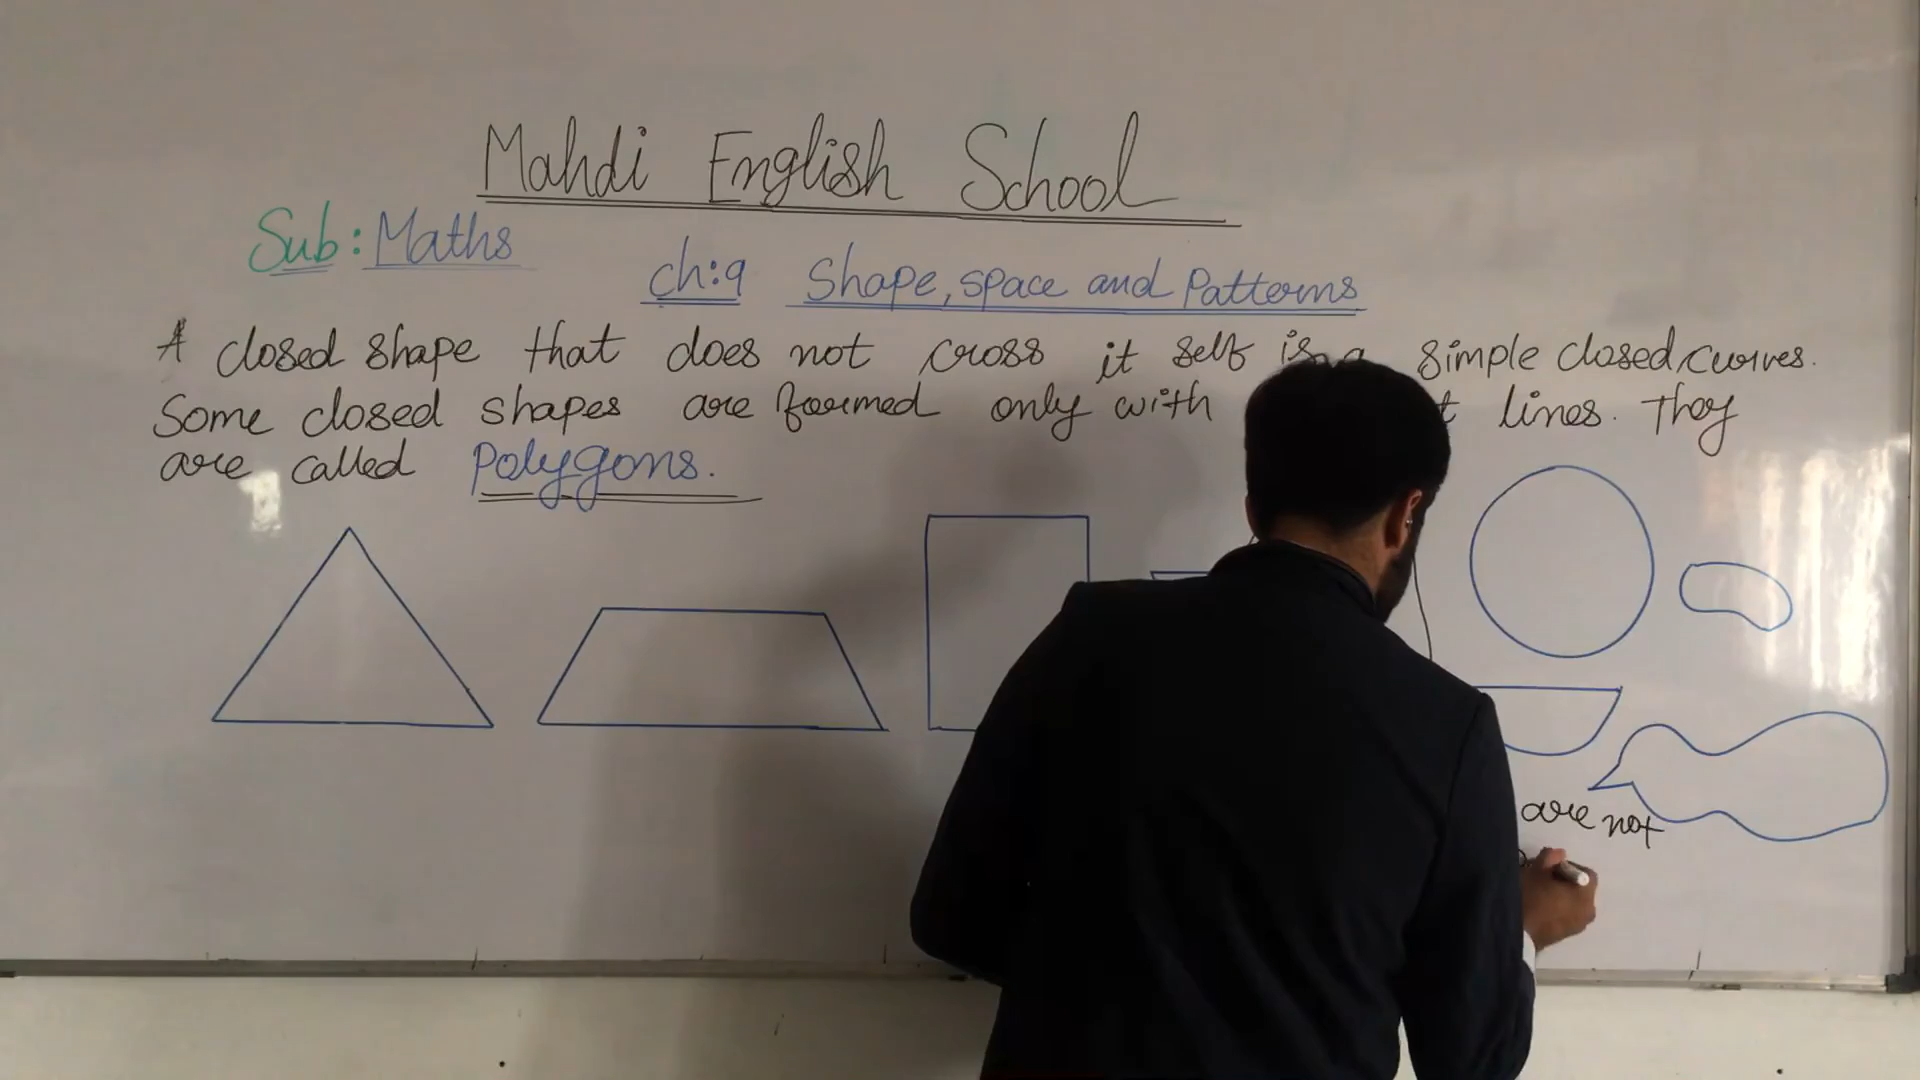 Mahdi English School
Sub: Maths
ch:9 Shape, space and Patterns
A closed shape that does not cross it self is a simple closed curves.
Some closed shapes are formed only with lines. They
are called Polygons.
are not